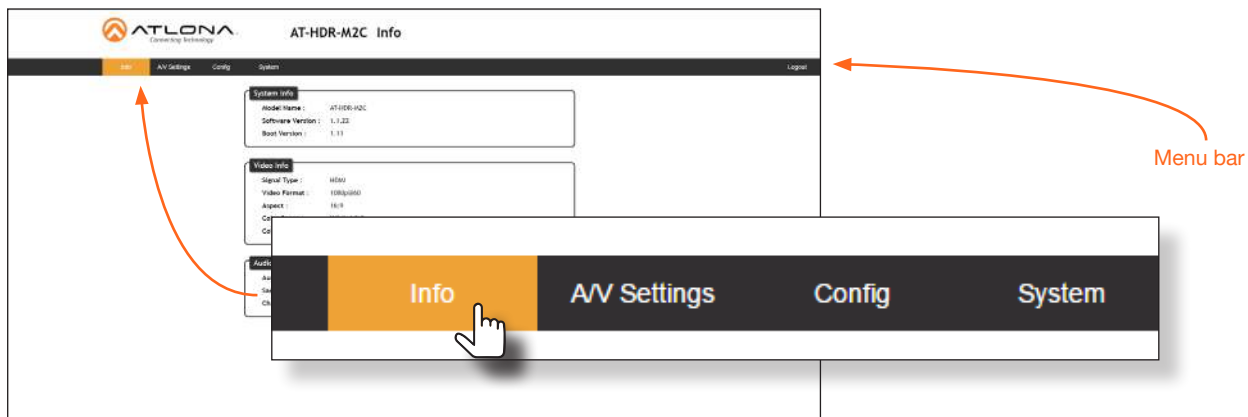 ATLONA
Connecting Technology
AT-HDR-M2C Info
Info A/V Settings Config System Logout
Menu bar
System Info
Model Name : AT-HDR-M2C
Software Version : 1.1.22
Boot Version : 1.11
Video Info
Signal Type : HDMI
Video Format : 1080p@60
Aspect : 16:9
Info A/V Settings Config System